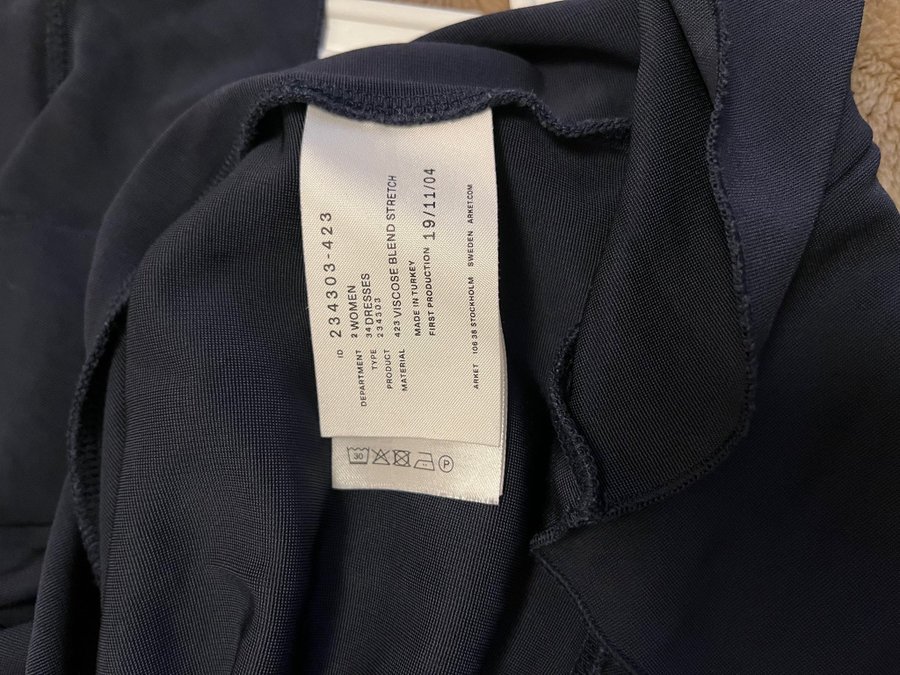 ID 234303-423
DEPARTMENT 2 WOMEN
TYPE 34 DRESSES
PRODUCT 234303
MATERIAL 423 VISCOSE BLEND STRETCH
MADE IN TURKEY
FIRST PRODUCTION 19/11/04
ARKET 106 38 STOCKHOLM SWEDEN ARKET.COM
30 P